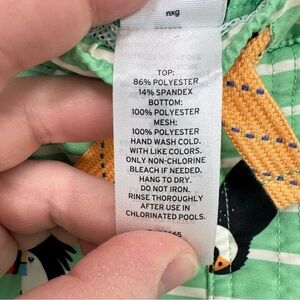 nxg
TOP:
86% POLYESTER
14% SPANDEX
BOTTOM:
100% POLYESTER
MESH:
100% POLYESTER
HAND WASH COLD.
WITH LIKE COLORS.
ONLY NON-CHLORINE
BLEACH IF NEEDED.
HANG TO DRY.
DO NOT IRON.
RINSE THOROUGHLY
AFTER USE IN
CHLORINATED POOLS.